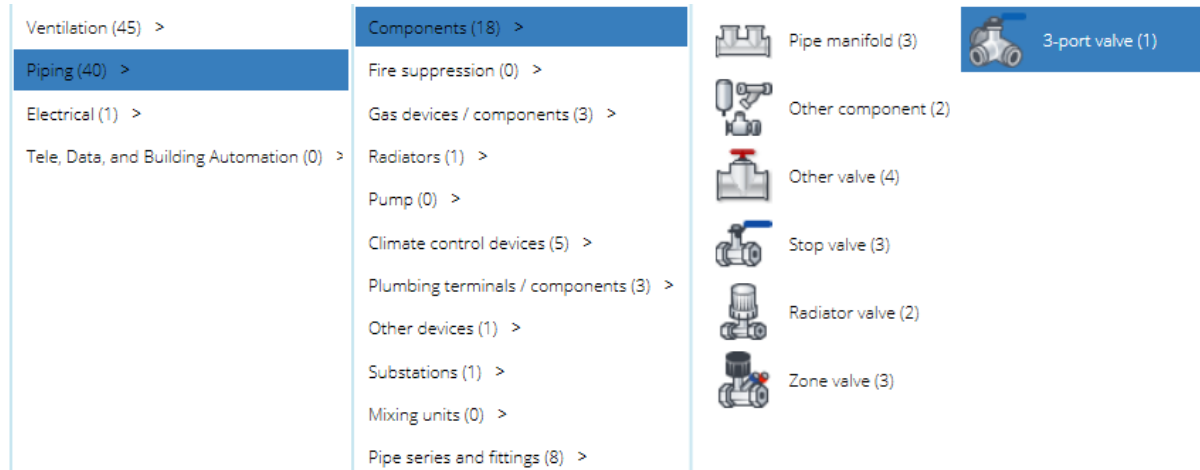 Ventilation (45) >
Piping (40) >
Electrical (1) >
Tele, Data, and Building Automation (0) >
Components (18) >
Fire suppression (0) >
Gas devices / components (3) >
Radiators (1) >
Pump (0) >
Climate control devices (5) >
Plumbing terminals / components (3) >
Other devices (1) >
Substations (1) >
Mixing units (0) >
Pipe series and fittings (8) >
Pipe manifold (3)
Other component (2)
Other valve (4)
Stop valve (3)
Radiator valve (2)
Zone valve (3)
3-port valve (1)